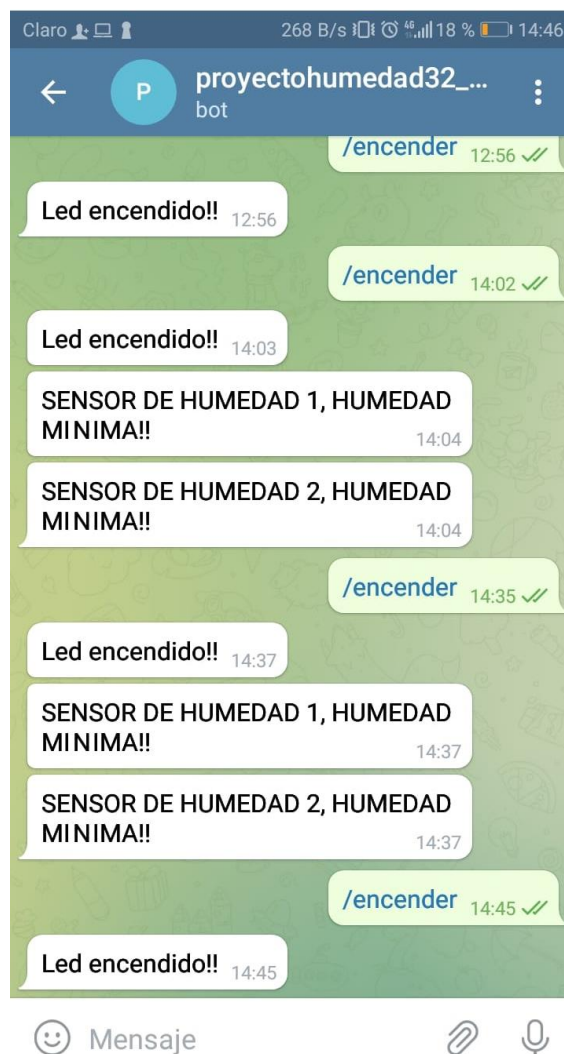 Claro 268 B/s 46 18 % 14:46
proyectohumedad32_...
P
bot
/encender 12:56
Led encendido!! 12:56
/encender 14:02
Led encendido!! 14:03
SENSOR DE HUMEDAD 1, HUMEDAD
MINIMA!! 14:04
SENSOR DE HUMEDAD 2, HUMEDAD
MINIMA!! 14:04
/encender 14:35
Led encendido!! 14:37
SENSOR DE HUMEDAD 1, HUMEDAD
MINIMA!! 14:37
SENSOR DE HUMEDAD 2, HUMEDAD
MINIMA!! 14:37
/encender 14:45
Led encendido!! 14:45
Mensaje